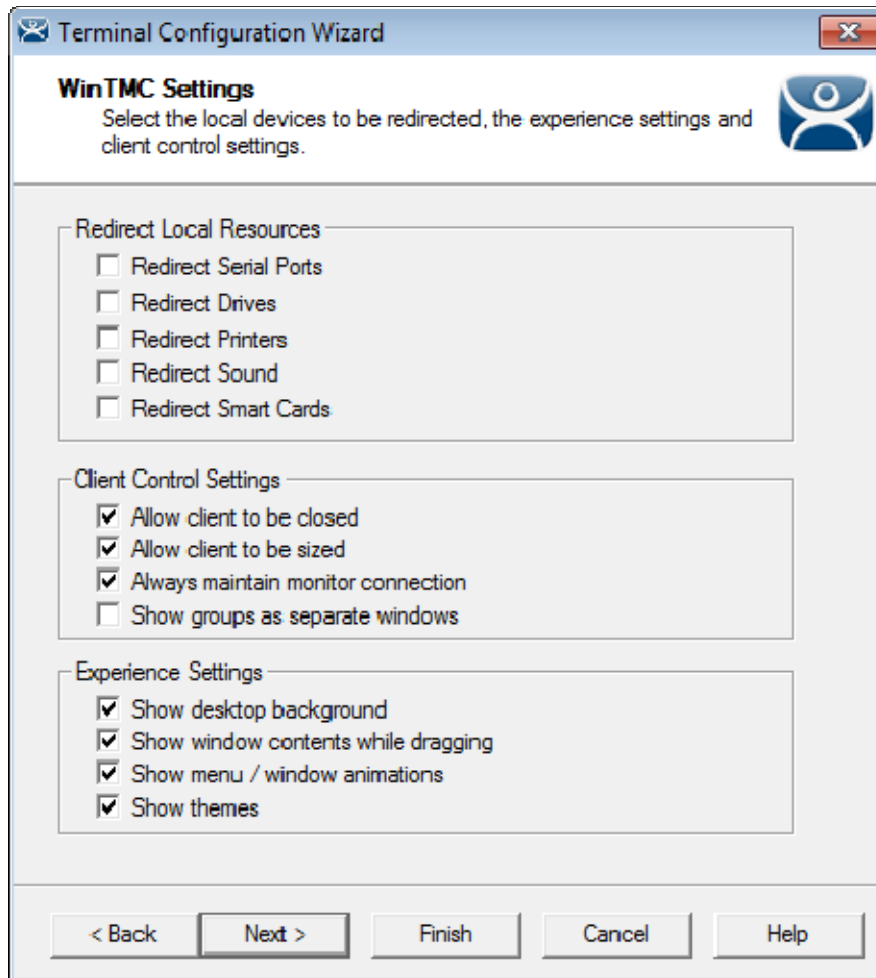 Terminal Configuration Wizard
WinTMC Settings
Select the local devices to be redirected, the experience settings and
client control settings.
Redirect Local Resources
Redirect Serial Ports
Redirect Drives
Redirect Printers
Redirect Sound
Redirect Smart Cards
Client Control Settings
Allow client to be closed
Allow client to be sized
Always maintain monitor connection
Show groups as separate windows
Experience Settings
Show desktop background
Show window contents while dragging
Show menu / window animations
Show themes
< Back Next > Finish Cancel Help